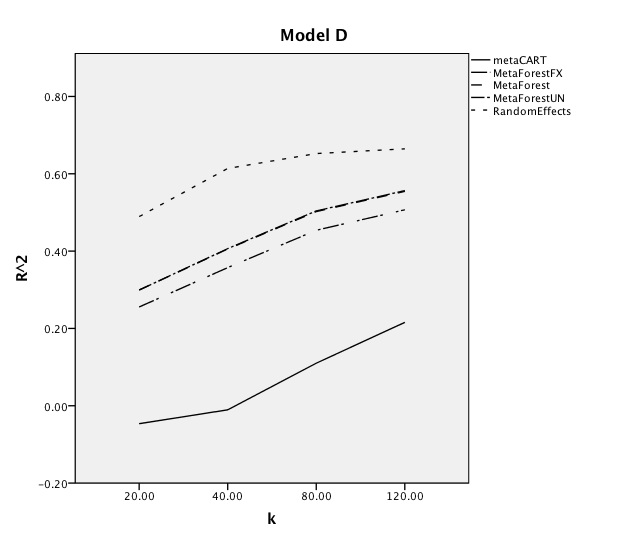 Model D
metaCART
MetaForestFX
MetaForest
MetaForestUN
RandomEffects
0.80
0.60
0.40
0.20
0.00
-0.20
R^2
20.00 40.00 80.00 120.00
k